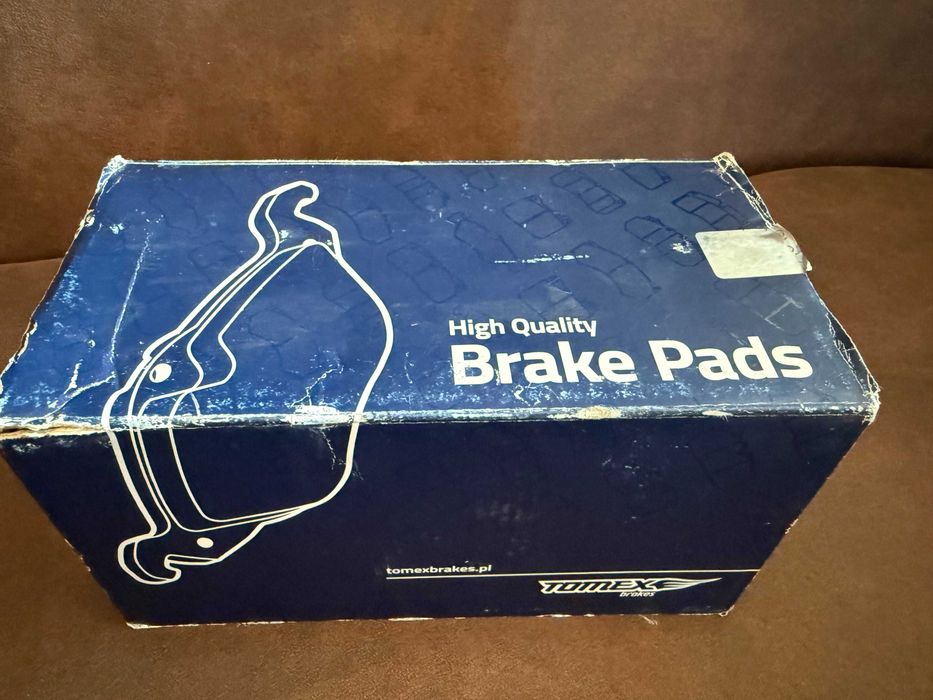 High Quality
Brake Pads
tomexbrakes.pl
TOMEX
brakes